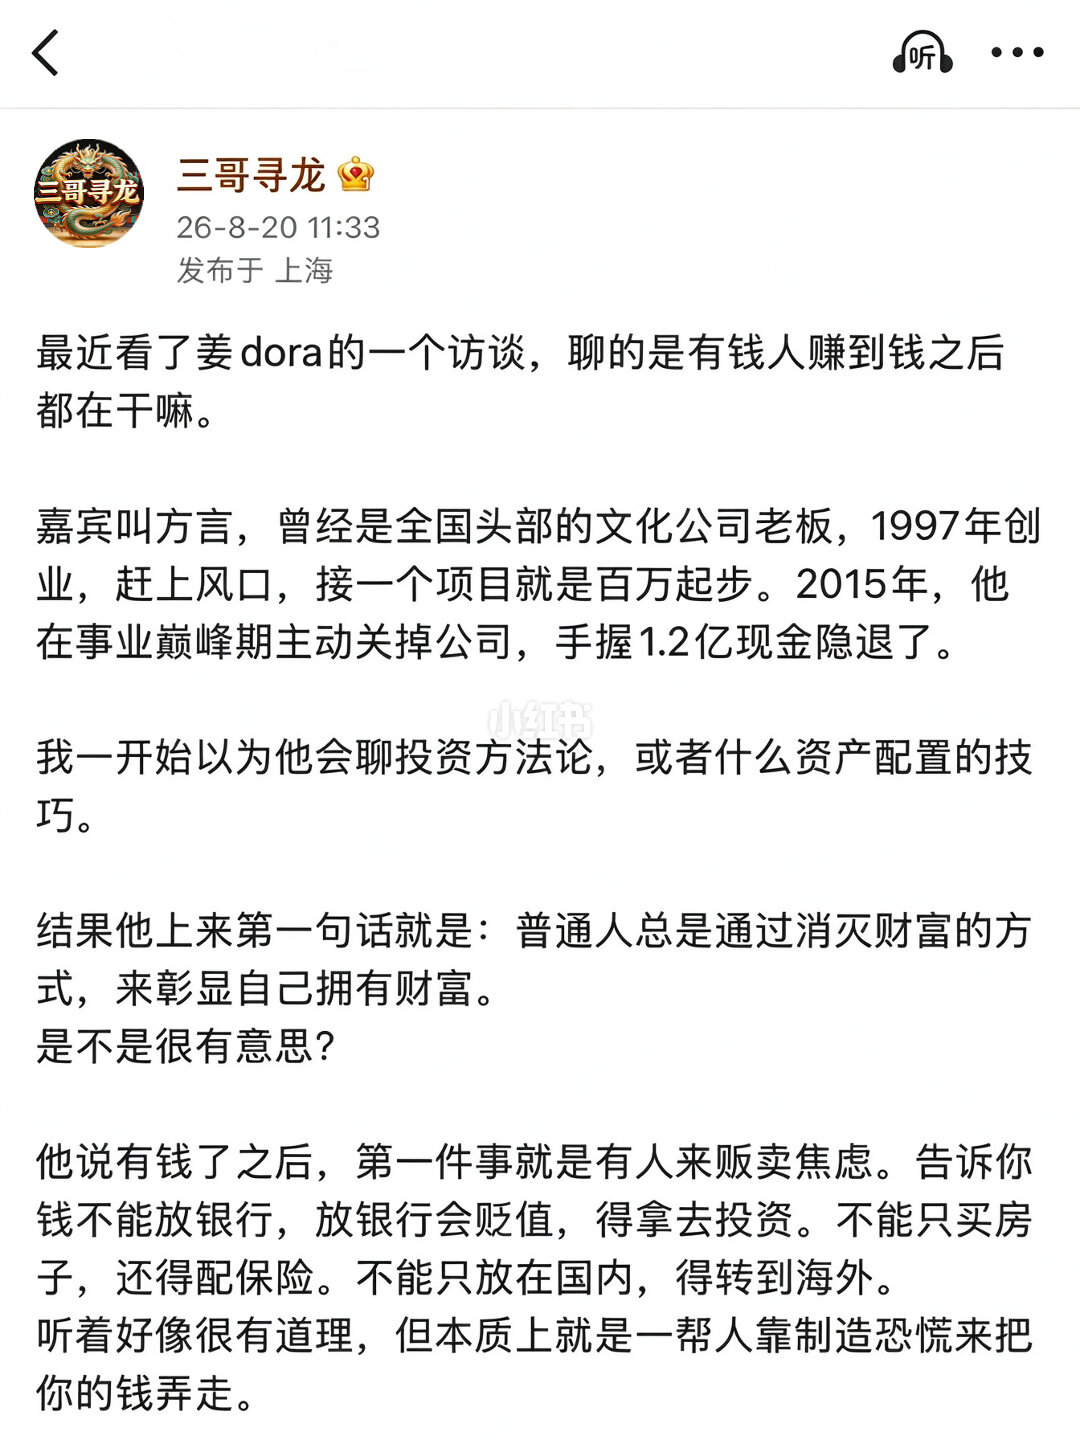 听
三哥寻龙
三哥寻龙
26-8-20 11:33
发布于 上海
最近看了姜dora的一个访谈，聊的是有钱人赚到钱之后
都在干嘛。
嘉宾叫方言，曾经是全国头部的文化公司老板，1997年创
业，赶上风口，接一个项目就是百万起步。2015年，他
在事业巅峰期主动关掉公司，手握1.2亿现金隐退了。
小红书
我一开始以为他会聊投资方法论，或者什么资产配置的技
巧。
结果他上来第一句话就是：普通人总是通过消灭财富的方
式，来彰显自己拥有财富。
是不是很有意思?
他说有钱了之后，第一件事就是有人来贩卖焦虑。告诉你
钱不能放银行，放银行会贬值，得拿去投资。不能只买房
子，还得配保险。不能只放在国内，得转到海外。
听着好像很有道理，但本质上就是一帮人靠制造恐慌来把
你的钱弄走。